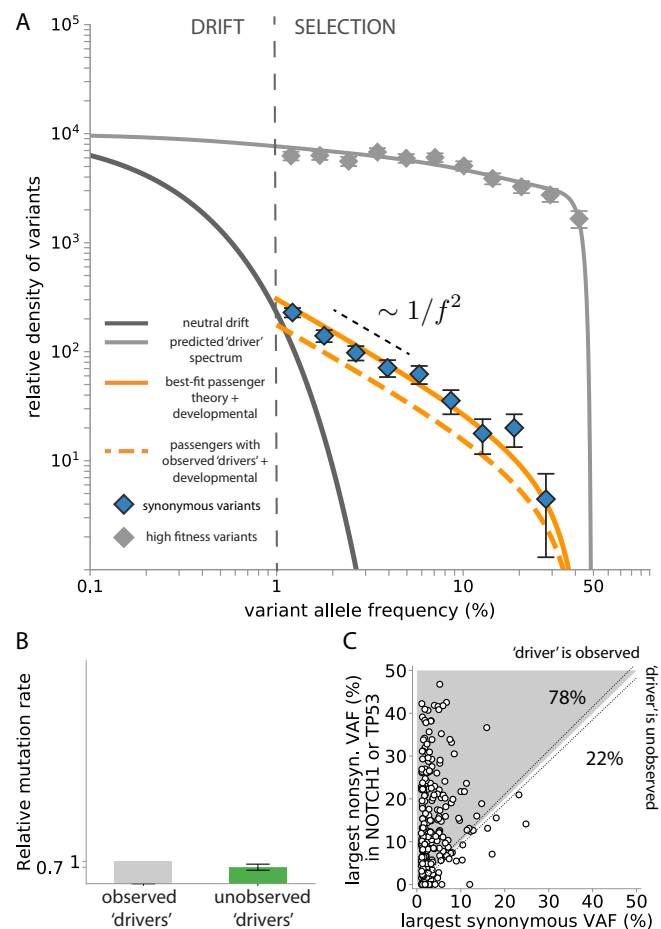 A
DRIFT
SELECTION
10^5
10^4
10^3
10^2
10^1
relative density of variants
~ 1/f^2
neutral drift
predicted 'driver'
spectrum
best-fit passenger
theory +
developmental
passengers with
observed 'drivers' +
developmental
synonymous variants
high fitness variants
0.1
1
10
50
variant allele frequency (%)
B
Relative mutation rate
0.7
1
observed
'drivers'
unobserved
'drivers'
C
'driver' is observed
'driver' is unobserved
78%
22%
largest nonsyn. VAF (%)
in NOTCH1 or TP53
50
40
30
20
10
0
0
10
20
30
40
50
largest synonymous VAF (%)